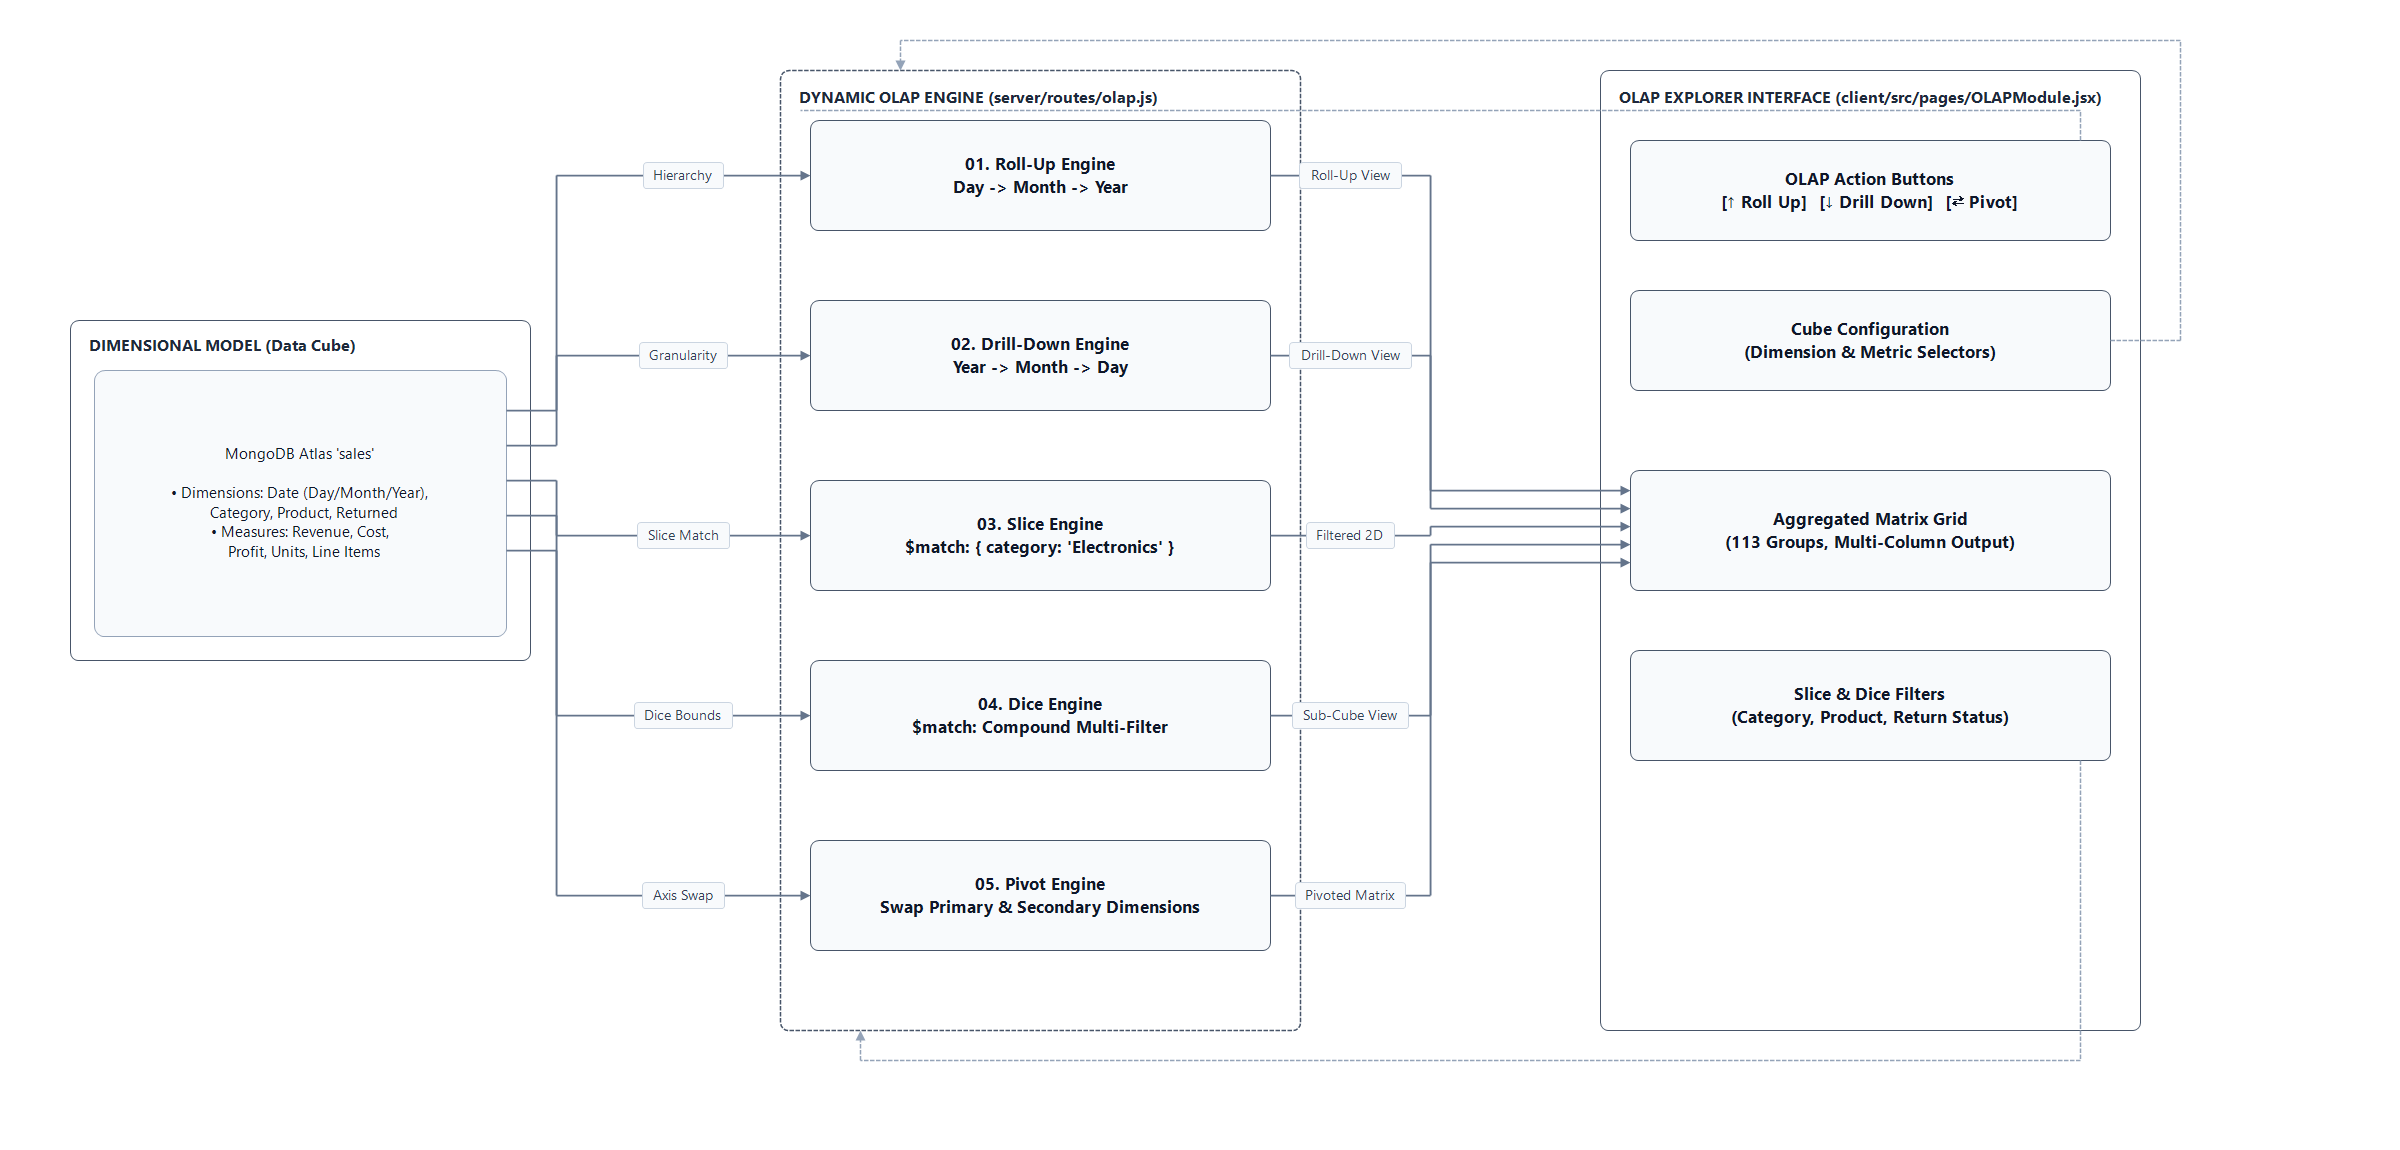 DIMENSIONAL MODEL (Data Cube)
MongoDB Atlas 'sales'
• Dimensions: Date (Day/Month/Year),
Category, Product, Returned
• Measures: Revenue, Cost,
Profit, Units, Line Items
Hierarchy
Granularity
Slice Match
Dice Bounds
Axis Swap
DYNAMIC OLAP ENGINE (server/routes/olap.js)
01. Roll-Up Engine
Day -> Month -> Year
02. Drill-Down Engine
Year -> Month -> Day
03. Slice Engine
$match: { category: 'Electronics' }
04. Dice Engine
$match: Compound Multi-Filter
05. Pivot Engine
Swap Primary & Secondary Dimensions
Roll-Up View
Drill-Down View
Filtered 2D
Sub-Cube View
Pivoted Matrix
OLAP EXPLORER INTERFACE (client/src/pages/OLAPModule.jsx)
OLAP Action Buttons
[↑ Roll Up] [↓ Drill Down] [⇄ Pivot]
Cube Configuration
(Dimension & Metric Selectors)
Aggregated Matrix Grid
(113 Groups, Multi-Column Output)
Slice & Dice Filters
(Category, Product, Return Status)